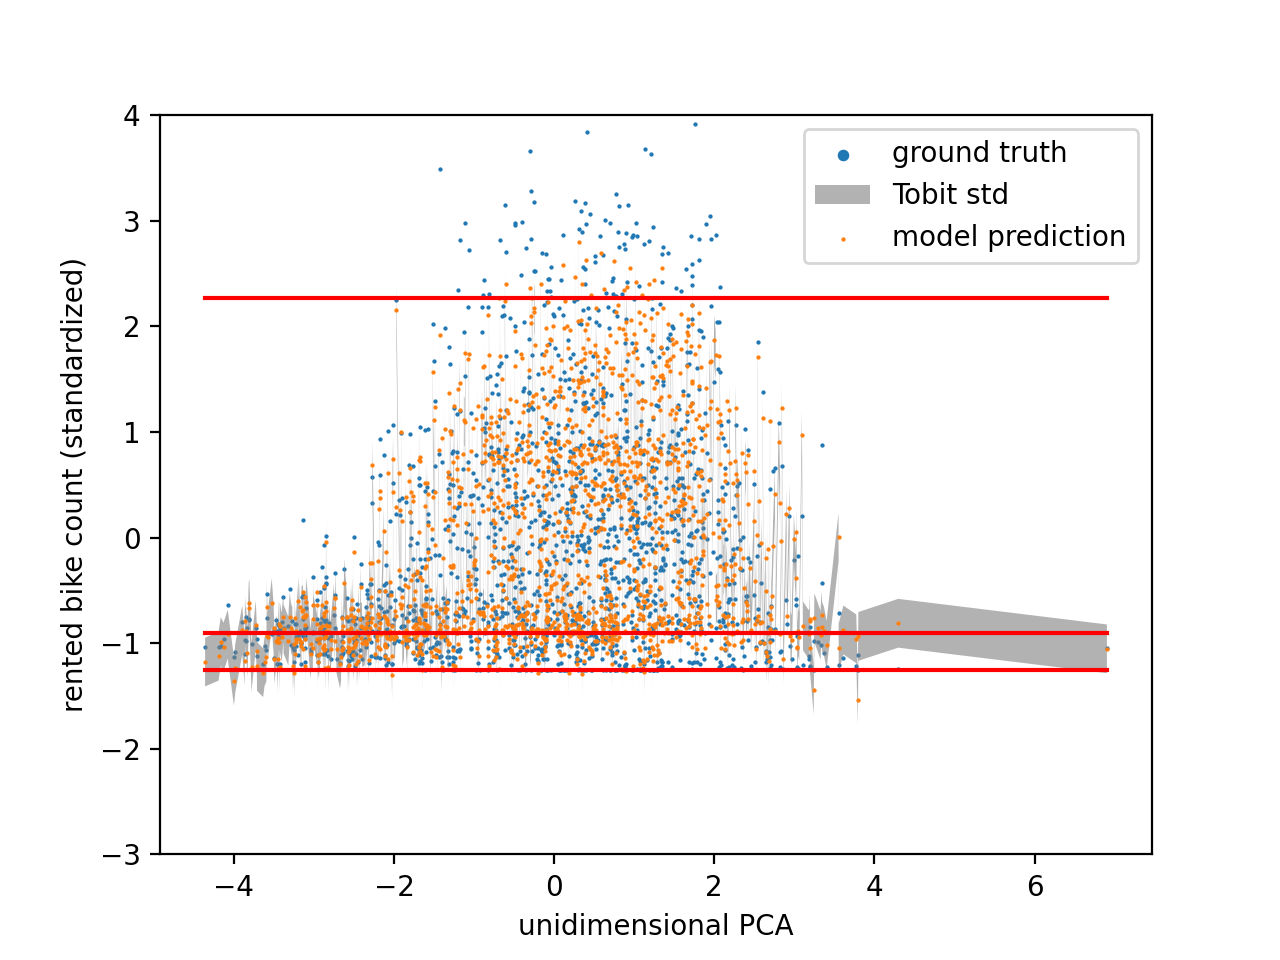 4
3
2
1
0
−1
−2
−3
rented bike count (standardized)
ground truth
Tobit std
model prediction
−4 −2 0 2 4 6
unidimensional PCA